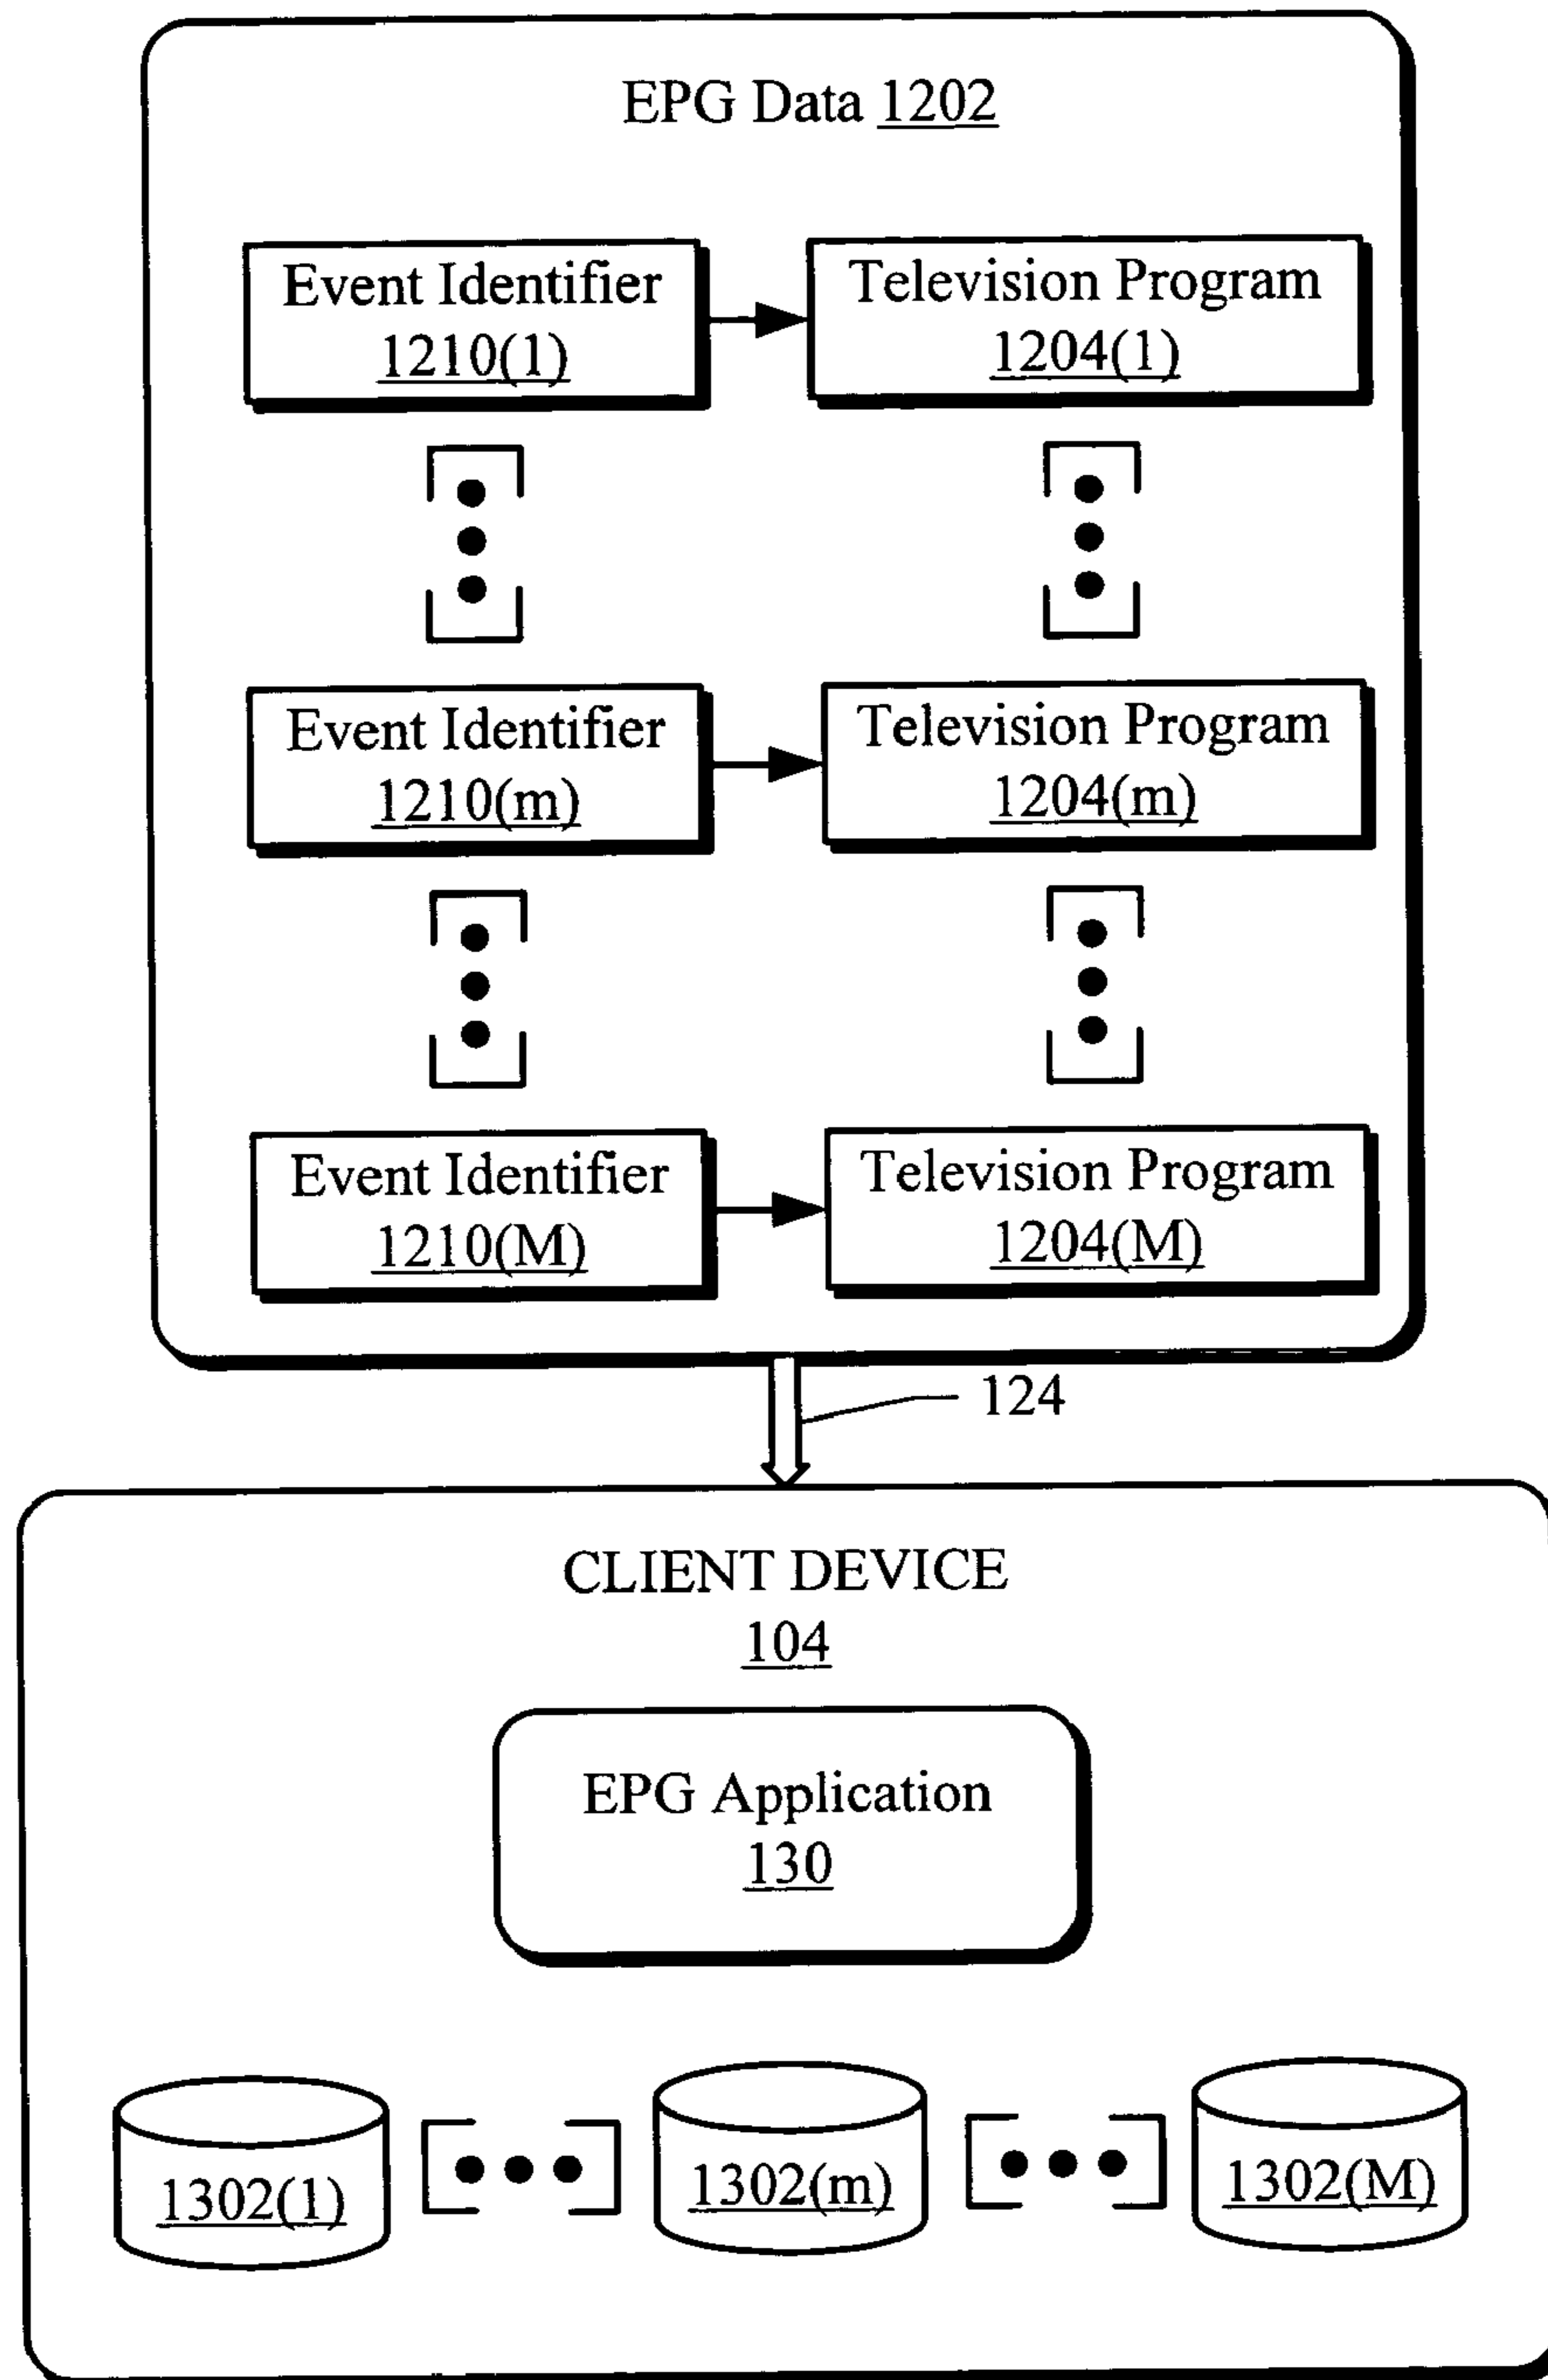 EPG Data 1202
Event Identifier
1210(1)
Television Program
1204(1)
Event Identifier
1210(m)
Television Program
1204(m)
Event Identifier
1210(M)
Television Program
1204(M)
124
CLIENT DEVICE
104
EPG Application
130
1302(1)
1302(m)
1302(M)